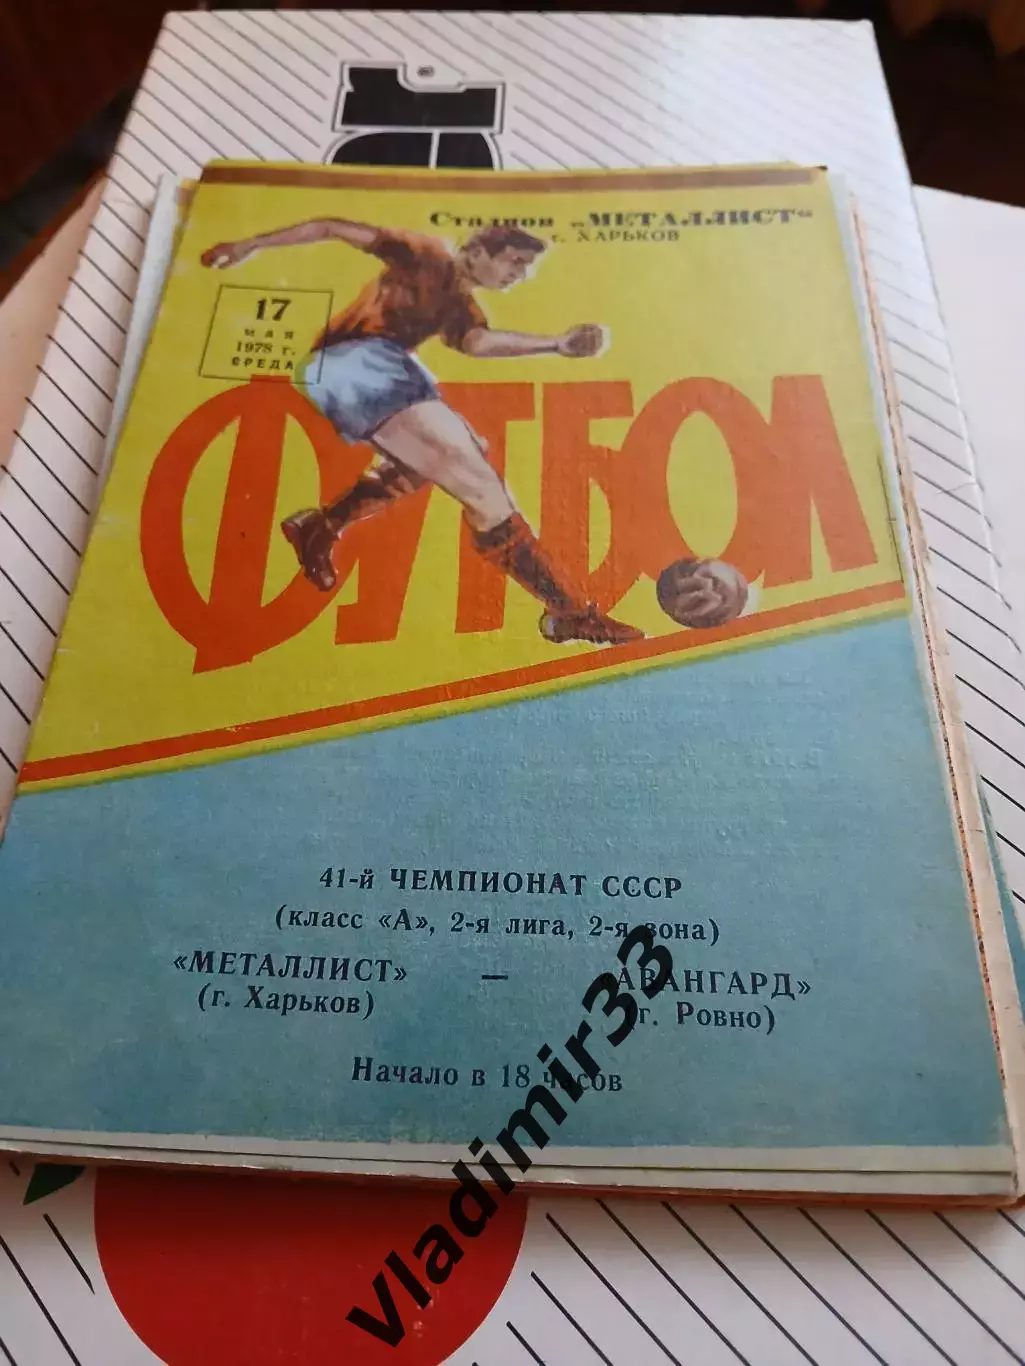 Стадион „МЕТАЛЛИСТ“
г. ХАРЬКОВ
17
мая
1978 г.
СРЕДА
ФУТБОЛ
41-й ЧЕМПИОНАТ СССР
(класс «А», 2-я лига, 2-я зона)
«МЕТАЛЛИСТ» — «АВАНГАРД»
(г. Харьков) (г. Ровно)
Начало в 18 часов
vladimir33